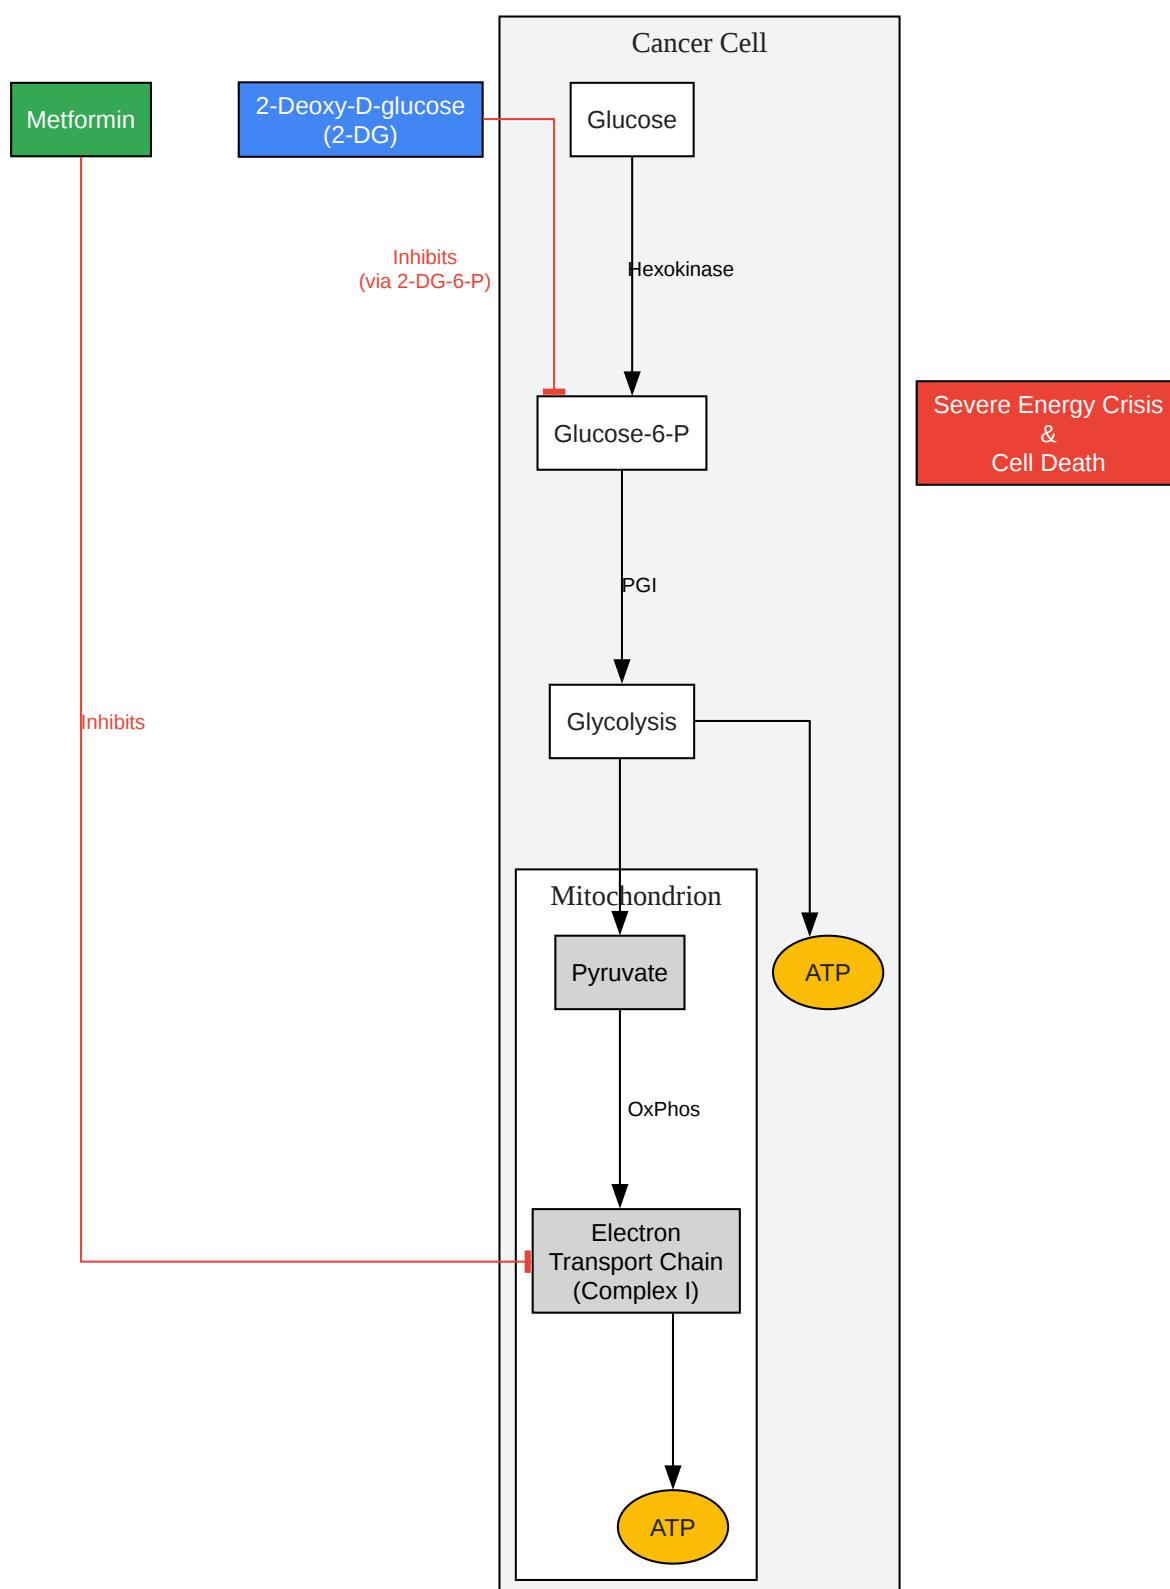 Cancer Cell
Metformin
2-Deoxy-D-glucose
(2-DG)
Glucose
Inhibits
(via 2-DG-6-P)
Hexokinase
Severe Energy Crisis
&
Cell Death
Glucose-6-P
PGI
Glycolysis
Inhibits
Mitochondrion
Pyruvate
ATP
OxPhos
Electron
Transport Chain
(Complex I)
ATP